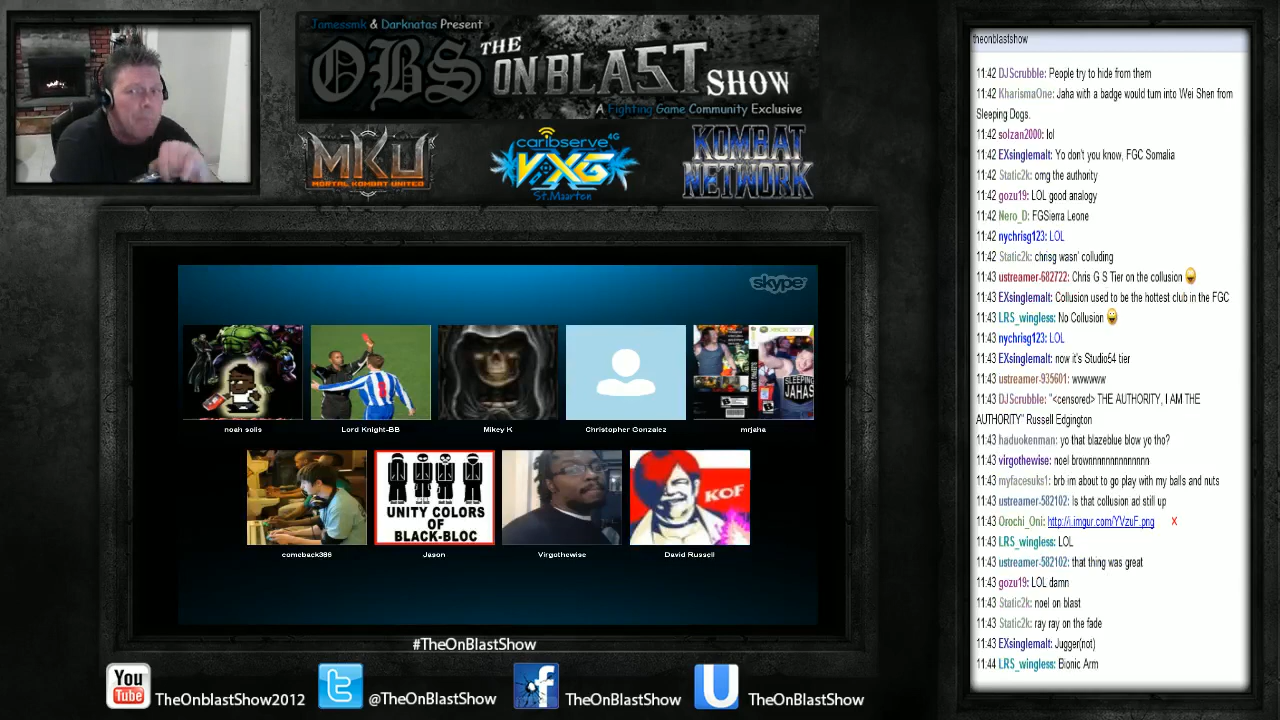 Jamessmk & Darknatas Present
OBS THE ON BLAST SHOW
A Fighting Game Community Exclusive
MKU
MORTAL KOMBAT UNITED
caribserve 4G
VXG
St.Maarten
KOMBAT
NETWORK
skype
SLEEPING
JAHAS
noah solis
Lord Knight-BB
Mikey K
Christopher Gonzalez
mrjaha
UNITY COLORS
OF
BLACK-BLOC
KOF
comeback386
Jason
Virgothewise
David Russell
#TheOnBlastShow
You
Tube
TheOnblastShow2012
t
@TheOnBlastShow
f
TheOnBlastShow
U
TheOnBlastShow
theonblastshow
11:42 DJScrubble: People try to hide from them
11:42 KharismaOne: Jaha with a badge would turn into Wei Shen from
Sleeping Dogs.
11:42 solzan2000: lol
11:42 EXsinglemalt: Yo don't you know, FGC Somalia
11:42 Static2k: omg the authority
11:42 gozu19: LOL good analogy
11:42 Nero_D: FGSierra Leone
11:42 nychrisg123: LOL
11:42 Static2k: chrisg wasn' colluding
11:43 ustreamer-682722: Chris G S Tier on the collusion
11:43 EXsinglemalt: Collusion used to be the hottest club in the FGC
11:43 LRS_wingless: No Collusion
11:43 nychrisg123: LOL
11:43 EXsinglemalt: now it's Studio54 tier
11:43 ustreamer-935601: wwwwww
11:43 DJScrubble: "<censored> THE AUTHORITY, I AM THE
AUTHORITY" Russell Edgington
11:43 haduokenman: yo that blazeblue blow yo tho?
11:43 virgothewise: noel brownnnnnnnnnnnnn
11:43 myfacesuks1: brb im about to go play with my balls and nuts
11:43 ustreamer-582102: Is that collusion ad still up
11:43 Orochi_Oni: http://i.imgur.com/YVzuF.png X
11:43 LRS_wingless: LOL
11:43 ustreamer-582102: that thing was great
11:43 gozu19: LOL damn
11:43 Static2k: noel on blast
11:43 Static2k: ray ray on the fade
11:43 EXsinglemalt: Jugger(not)
11:44 LRS_wingless: Bionic Arm